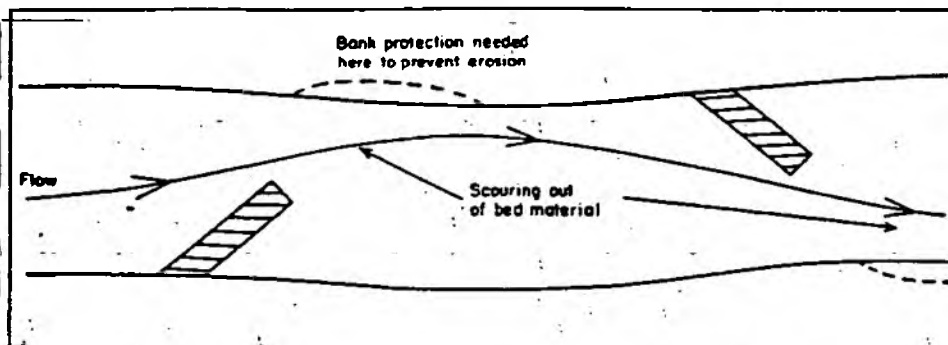 Bank protection needed
here to prevent erosion
Flow
Scouring out
of bed material